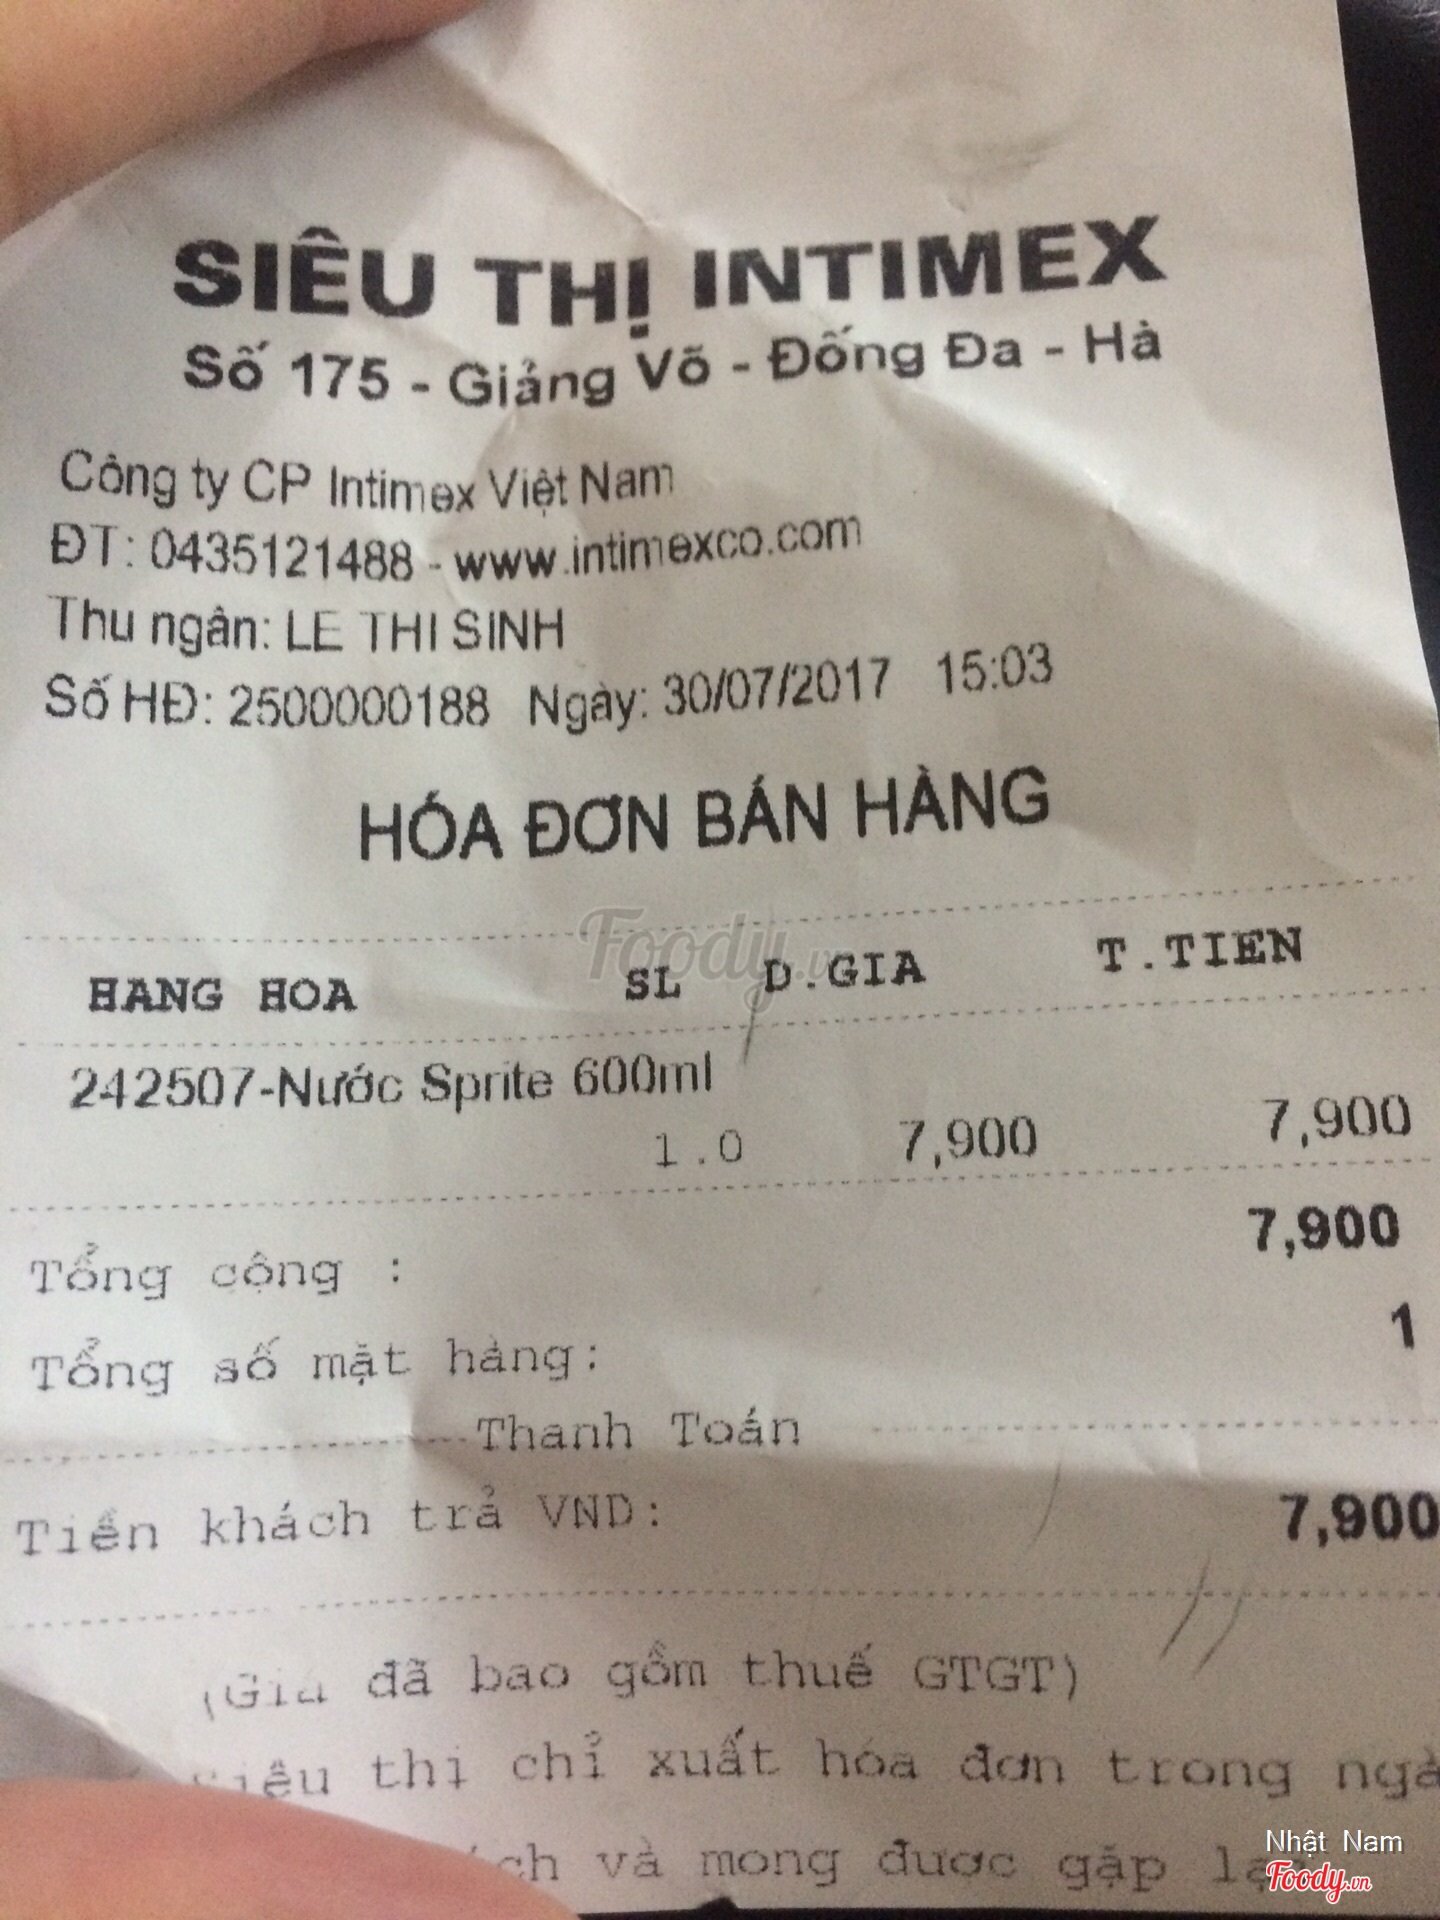 SIÊU THỊ INTIMEX
Số 175 - Giảng Võ - Đống Đa - Hà
Công ty CP Intimex Việt Nam
ĐT: 0435121488 - www.intimexco.com
Thu ngân: LE THI SINH
Số HĐ: 2500000188 Ngày: 30/07/2017 15:03
HÓA ĐƠN BÁN HÀNG
HANG HOA SL D.GIA T.TIEN
Foody.vn
242507-Nước Sprite 600ml
1.0 7,900 7,900
Tổng cộng : 7,900
Tổng số mặt hàng: 1
Thanh Toán
Tiền khách trả VND: 7,900
(Giá đã bao gồm thuế GTGT)
Siêu thị chỉ xuất hóa đơn trong ngà
và mong được gặp lạ
Nhật Nam
Foody.vn